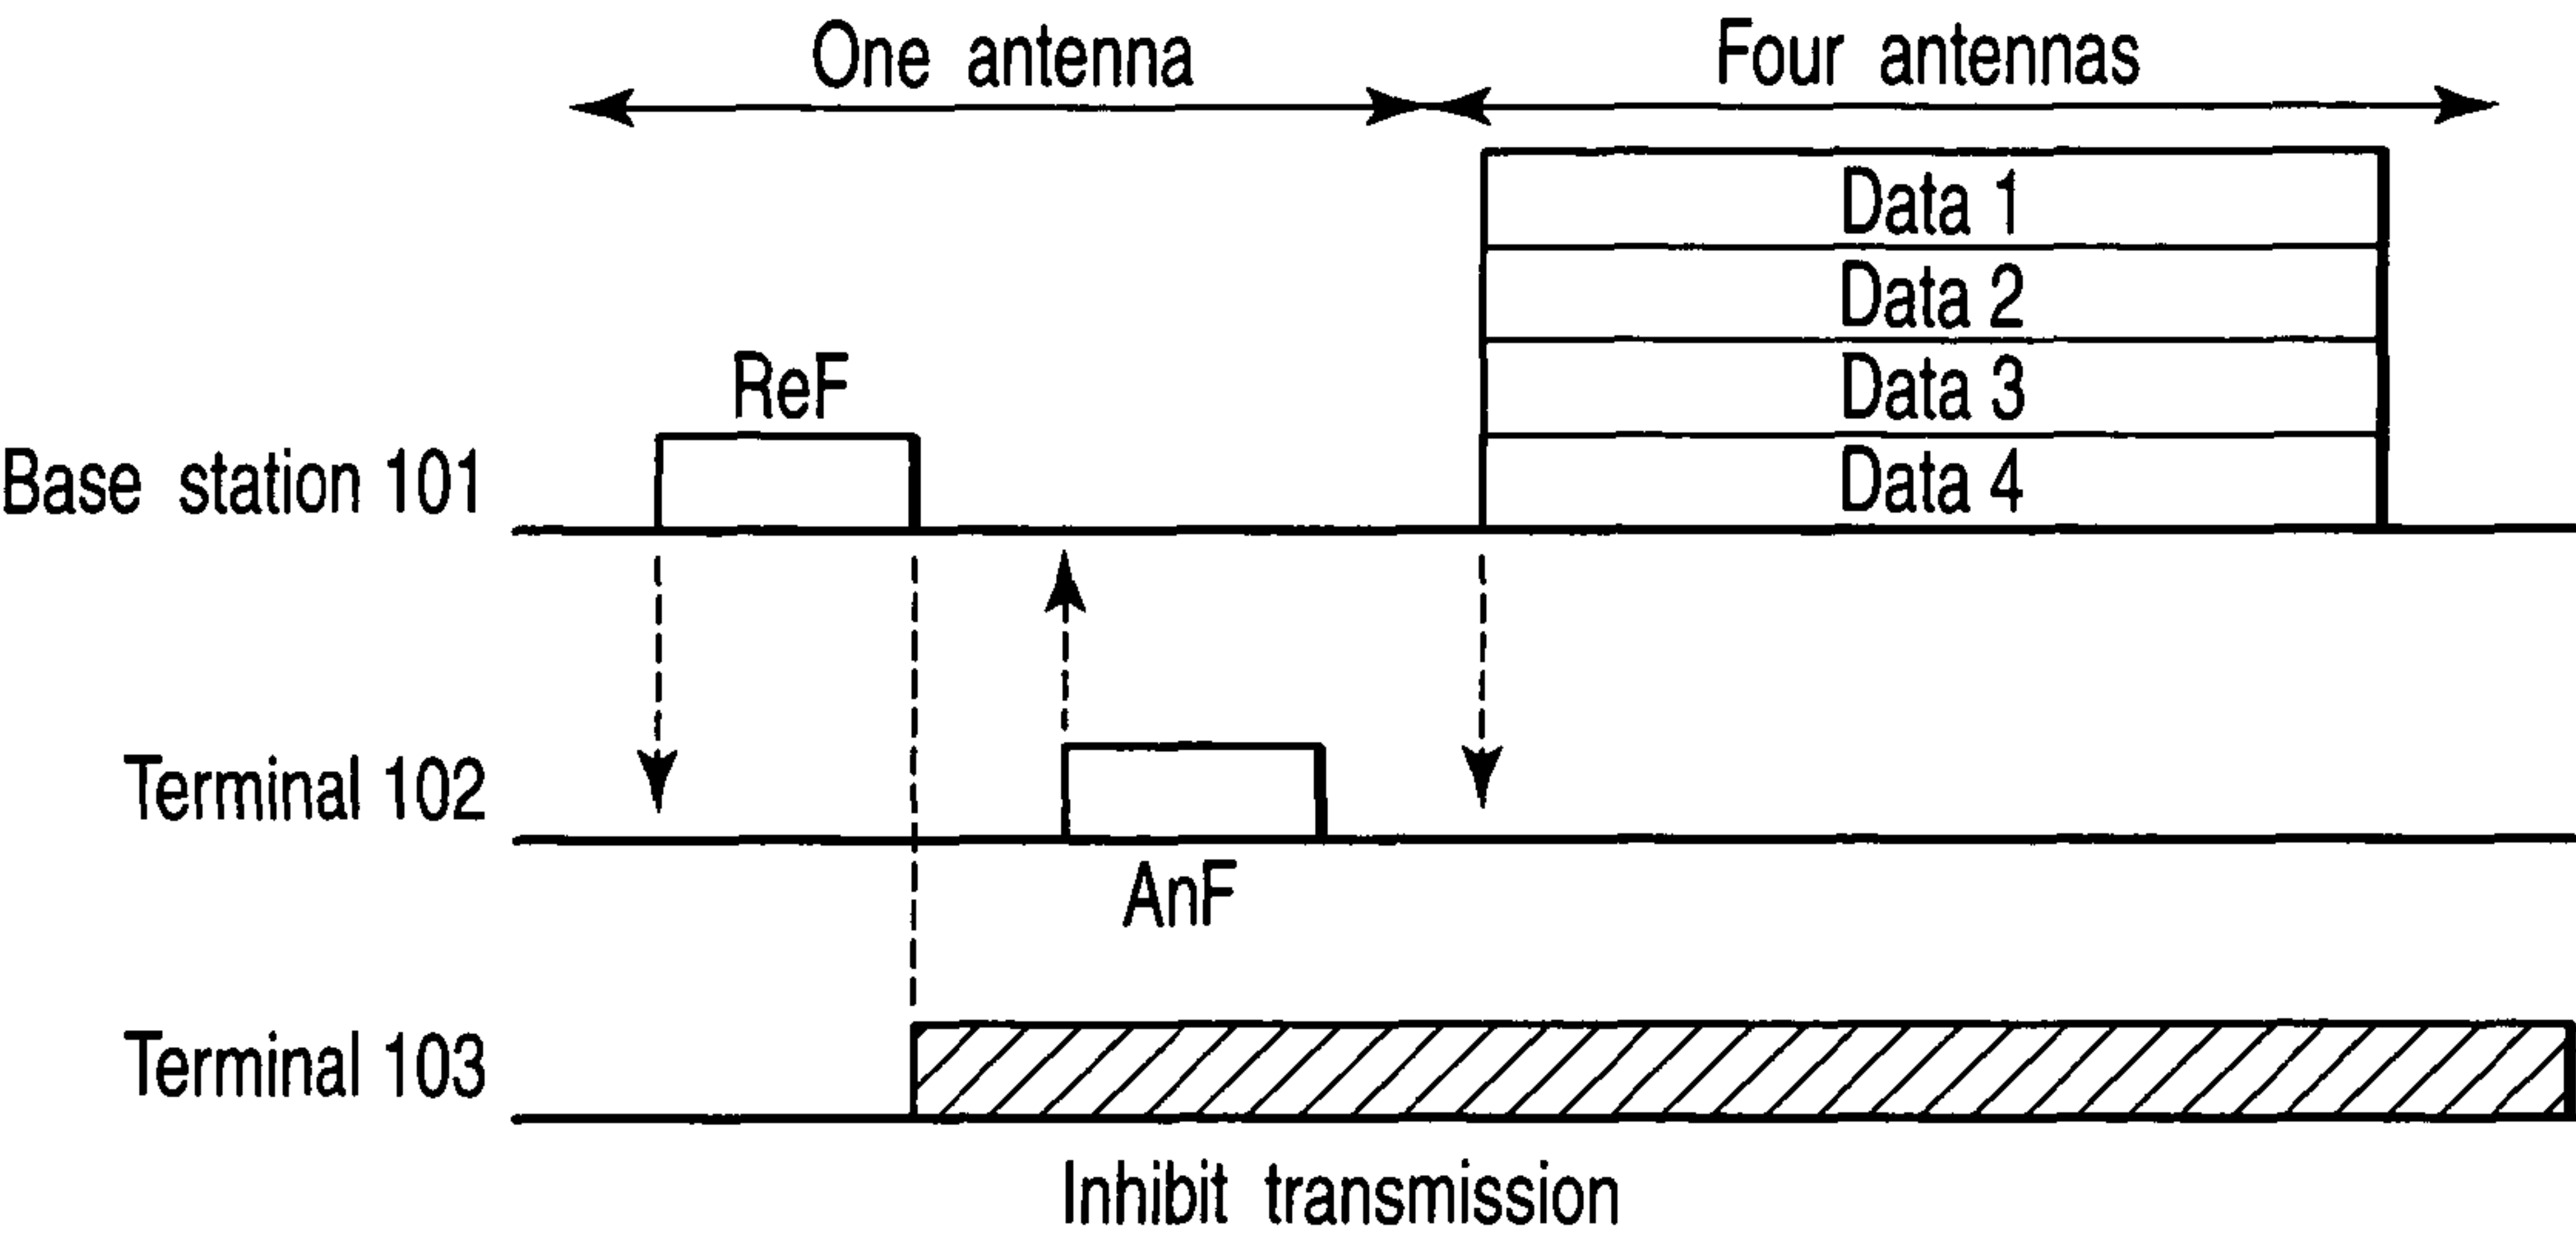 One antenna
Four antennas
Data 1
Data 2
Data 3
Data 4
ReF
Base station 101
Terminal 102
AnF
Terminal 103
Inhibit transmission